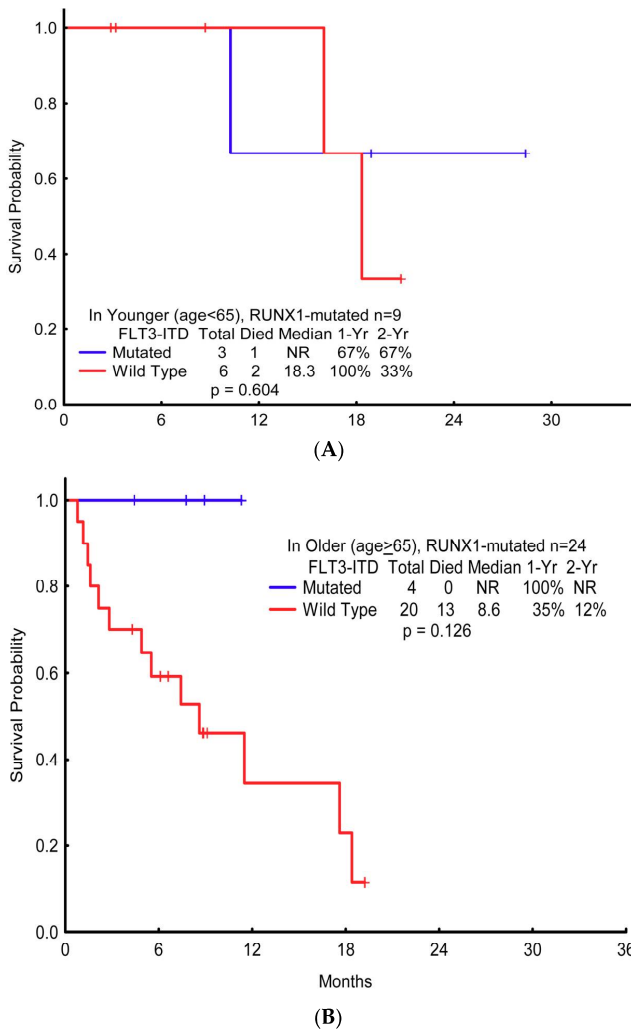 1.0
0.8
0.6
0.4
0.2
0.0
Survival Probability
In Younger (age<65), RUNX1-mutated n=9
FLT3-ITD Total Died Median 1-Yr 2-Yr
Mutated 3 1 NR 67% 67%
Wild Type 6 2 18.3 100% 33%
p = 0.604
0 6 12 18 24 30
(A)
1.0
0.8
0.6
0.4
0.2
0.0
Survival Probability
In Older (age≥65), RUNX1-mutated n=24
FLT3-ITD Total Died Median 1-Yr 2-Yr
Mutated 4 0 NR 100% NR
Wild Type 20 13 8.6 35% 12%
p = 0.126
0 6 12 18 24 30 36
Months
(B)